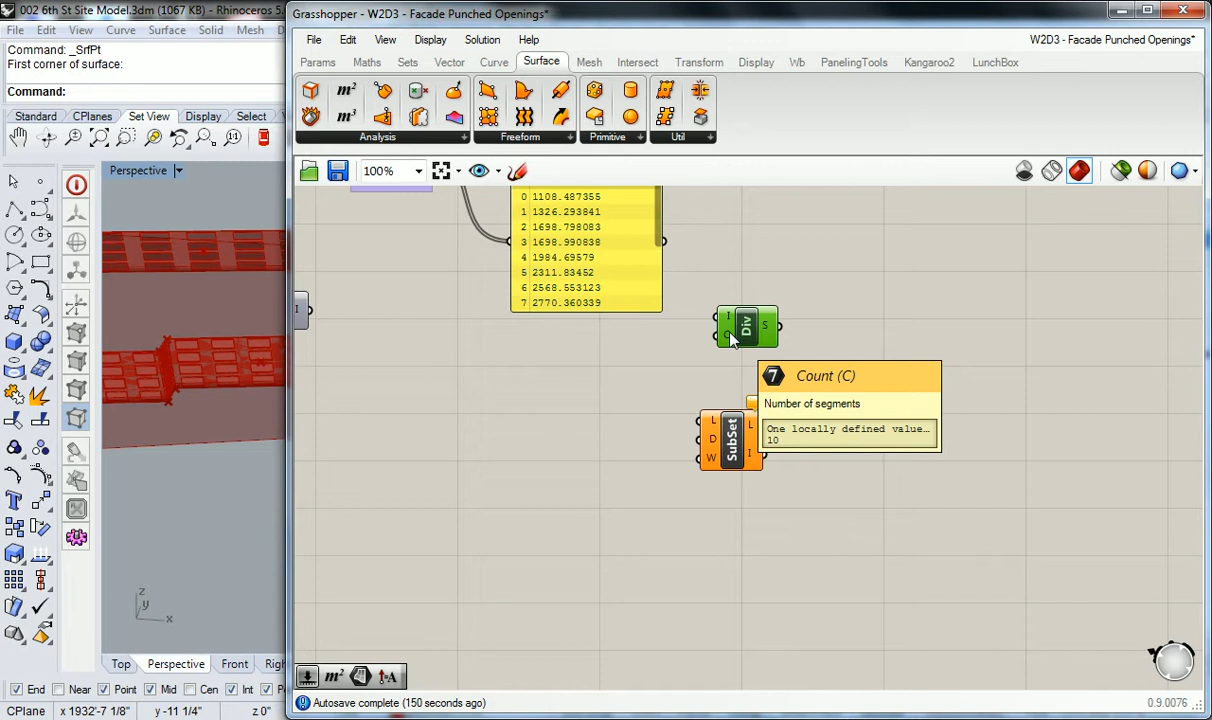 002 6th St Site Model.3dm (1067 KB) - Rhinoceros 5.
File Edit View Curve Surface Solid Mesh
Command: _SrfPt
First corner of surface:
Command:
Standard CPlanes Set View Display Select
Perspective
z
y
x
Top Perspective Front
End Near Point Mid Cen Int
CPlane x 1932'-7 1/8" y -11 1/4" z 0"
Grasshopper - W2D3 - Facade Punched Openings*
File Edit View Display Solution Help
W2D3 - Facade Punched Openings*
Params Maths Sets Vector Curve Surface Mesh Intersect Transform Display Wb PanelingTools Kangaroo2 LunchBox
Analysis Freeform Primitive Util
100%
0 1108.487355
1 1326.293841
2 1698.798083
3 1698.990838
4 1984.69579
5 2311.83452
6 2568.553123
7 2770.360339
I
I Div S
Count (C)
Number of segments
One locally defined value…
10
L
D
W
SubSet
L
I
Autosave complete (150 seconds ago)
0.9.0076